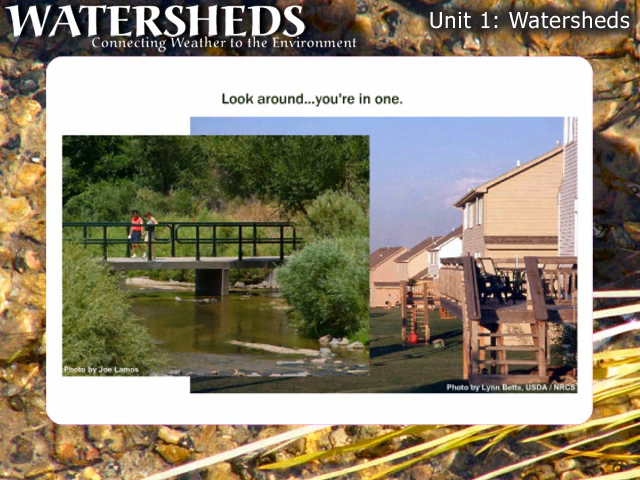 WATERSHEDS
Connecting Weather to the Environment
Unit 1: Watersheds
Look around...you're in one.
Photo by Joe Lamos
Photo by Lynn Betts, USDA / NRCS